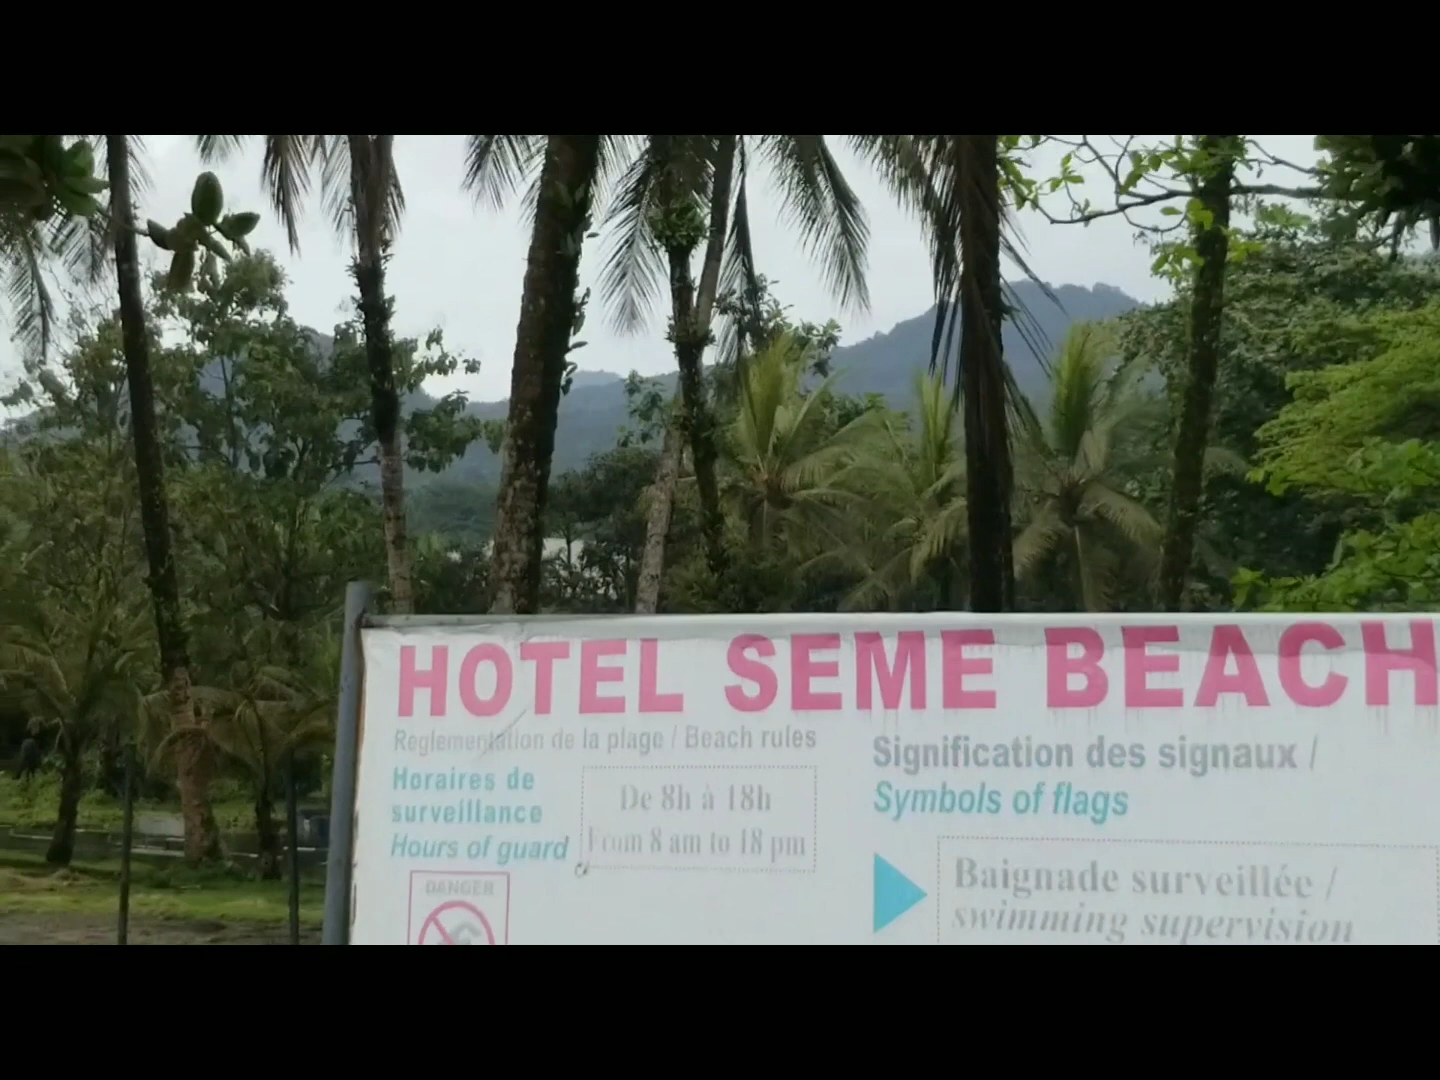 HOTEL SEME BEACH
Reglementation de la plage / Beach rules
Horaires de
surveillance
Hours of guard
De 8h à 18h
From 8 am to 18 pm
DANGER
Signification des signaux /
Symbols of flags
Baignade surveillée /
swimming supervision